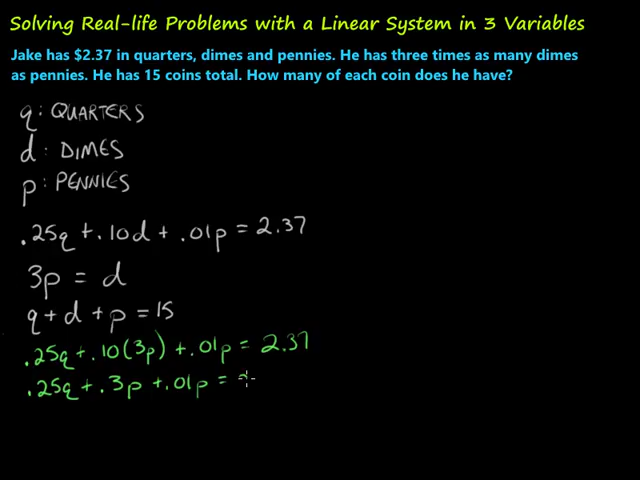 Solving Real-life Problems with a Linear System in 3 Variables
Jake has $2.37 in quarters, dimes and pennies. He has three times as many dimes
as pennies. He has 15 coins total. How many of each coin does he have?
q: QUARTERS
d: DIMES
p: PENNIES
.25q + .10d + .01p = 2.37
3p = d
q + d + p = 15
.25q + .10(3p) + .01p = 2.37
.25q + .3p + .01p =